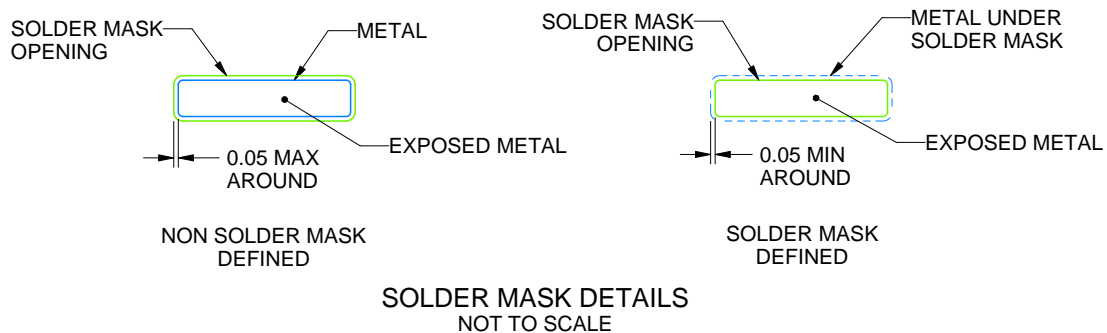 SOLDER MASK
OPENING
METAL
EXPOSED METAL
0.05 MAX
AROUND
NON SOLDER MASK
DEFINED
SOLDER MASK
OPENING
METAL UNDER
SOLDER MASK
EXPOSED METAL
0.05 MIN
AROUND
SOLDER MASK
DEFINED
SOLDER MASK DETAILS
NOT TO SCALE